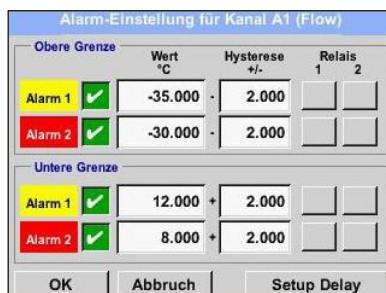 Alarm-Einstellung für Kanal A1 (Flow)
Obere Grenze
Wert Hysterese Relais
°C +/- 1 2
Alarm 1 -35.000 - 2.000
Alarm 2 -30.000 - 2.000
Untere Grenze
Alarm 1 12.000 + 2.000
Alarm 2 8.000 + 2.000
OK Abbruch Setup Delay